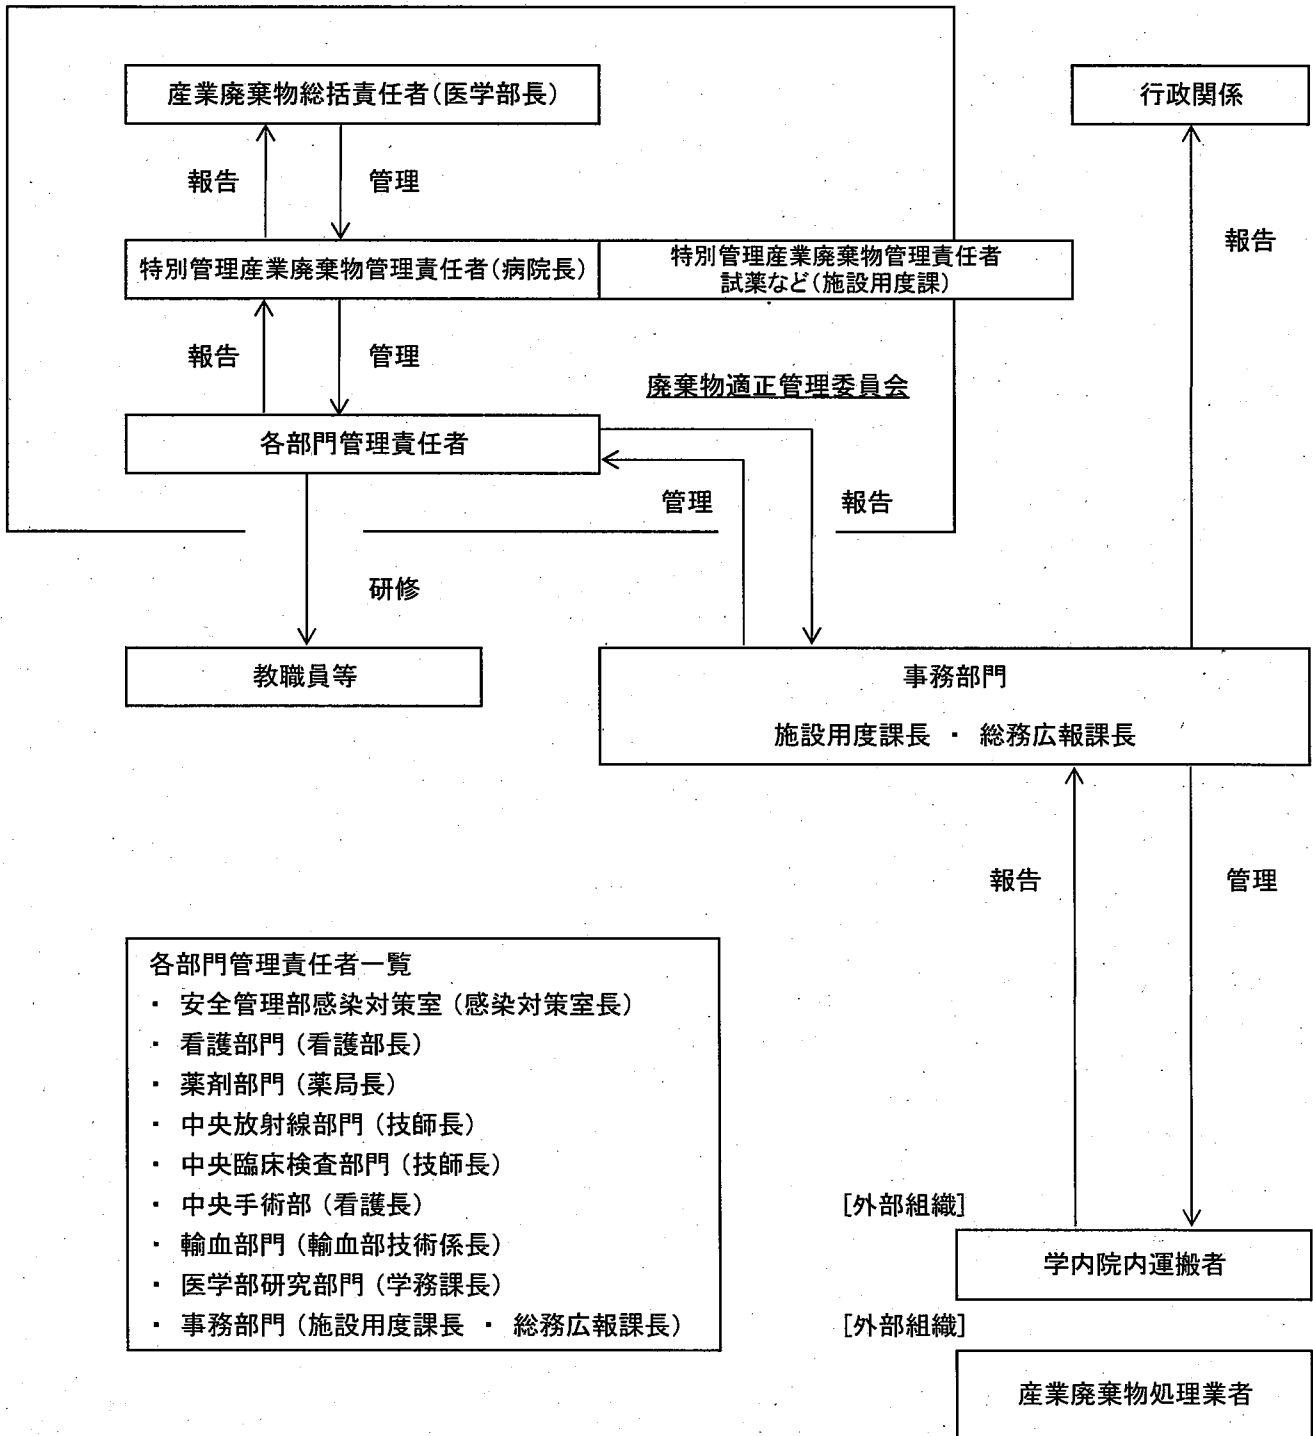 産業廃棄物総括責任者（医学部長）
行政関係
報告
管理
報告
特別管理産業廃棄物管理責任者（病院長）
特別管理産業廃棄物管理責任者
試薬など（施設用度課）
報告
管理
廃棄物適正管理委員会
各部門管理責任者
管理
報告
研修
教職員等
事務部門
施設用度課長 ・ 総務広報課長
報告
管理
各部門管理責任者一覧
・ 安全管理部感染対策室（感染対策室長）
・ 看護部門（看護部長）
・ 薬剤部門（薬局長）
・ 中央放射線部門（技師長）
・ 中央臨床検査部門（技師長）
・ 中央手術部（看護長）
・ 輸血部門（輸血部技術係長）
・ 医学部研究部門（学務課長）
・ 事務部門（施設用度課長 ・ 総務広報課長）
［外部組織］
学内院内運搬者
［外部組織］
産業廃棄物処理業者